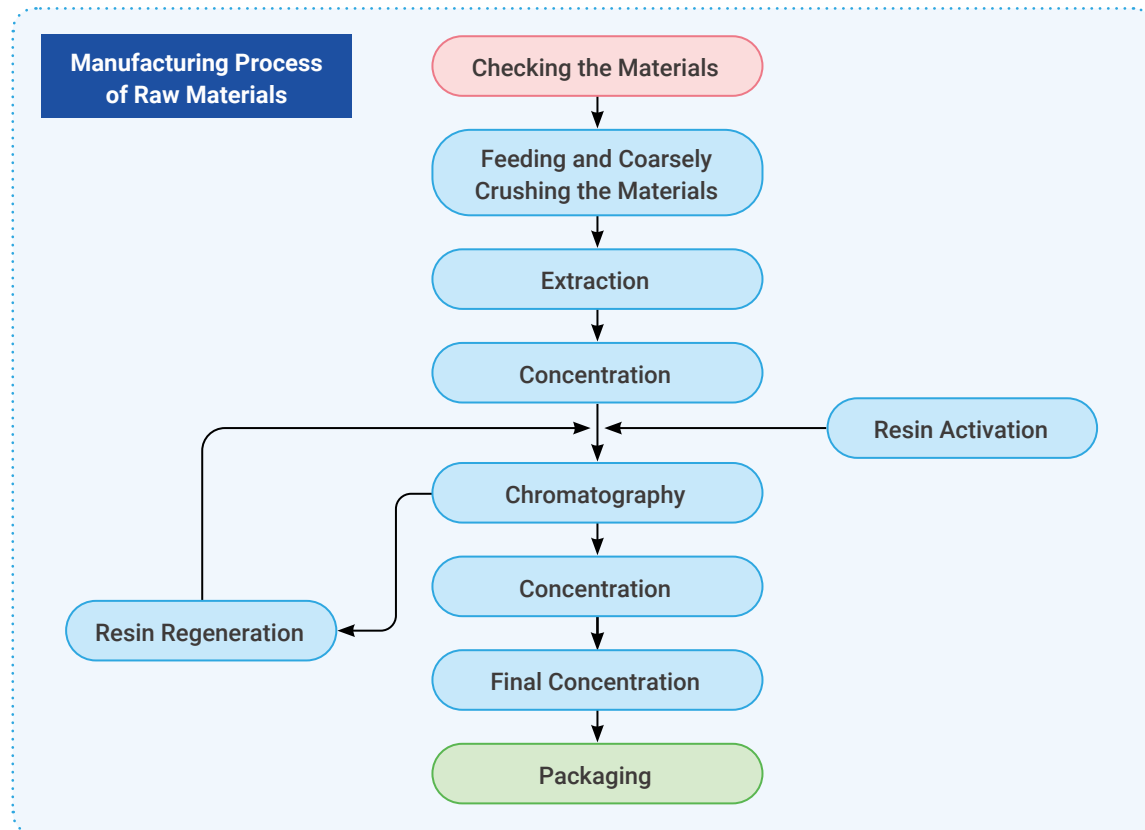 Manufacturing Process
of Raw Materials
Checking the Materials
Feeding and Coarsely
Crushing the Materials
Extraction
Concentration
Resin Activation
Chromatography
Concentration
Resin Regeneration
Final Concentration
Packaging